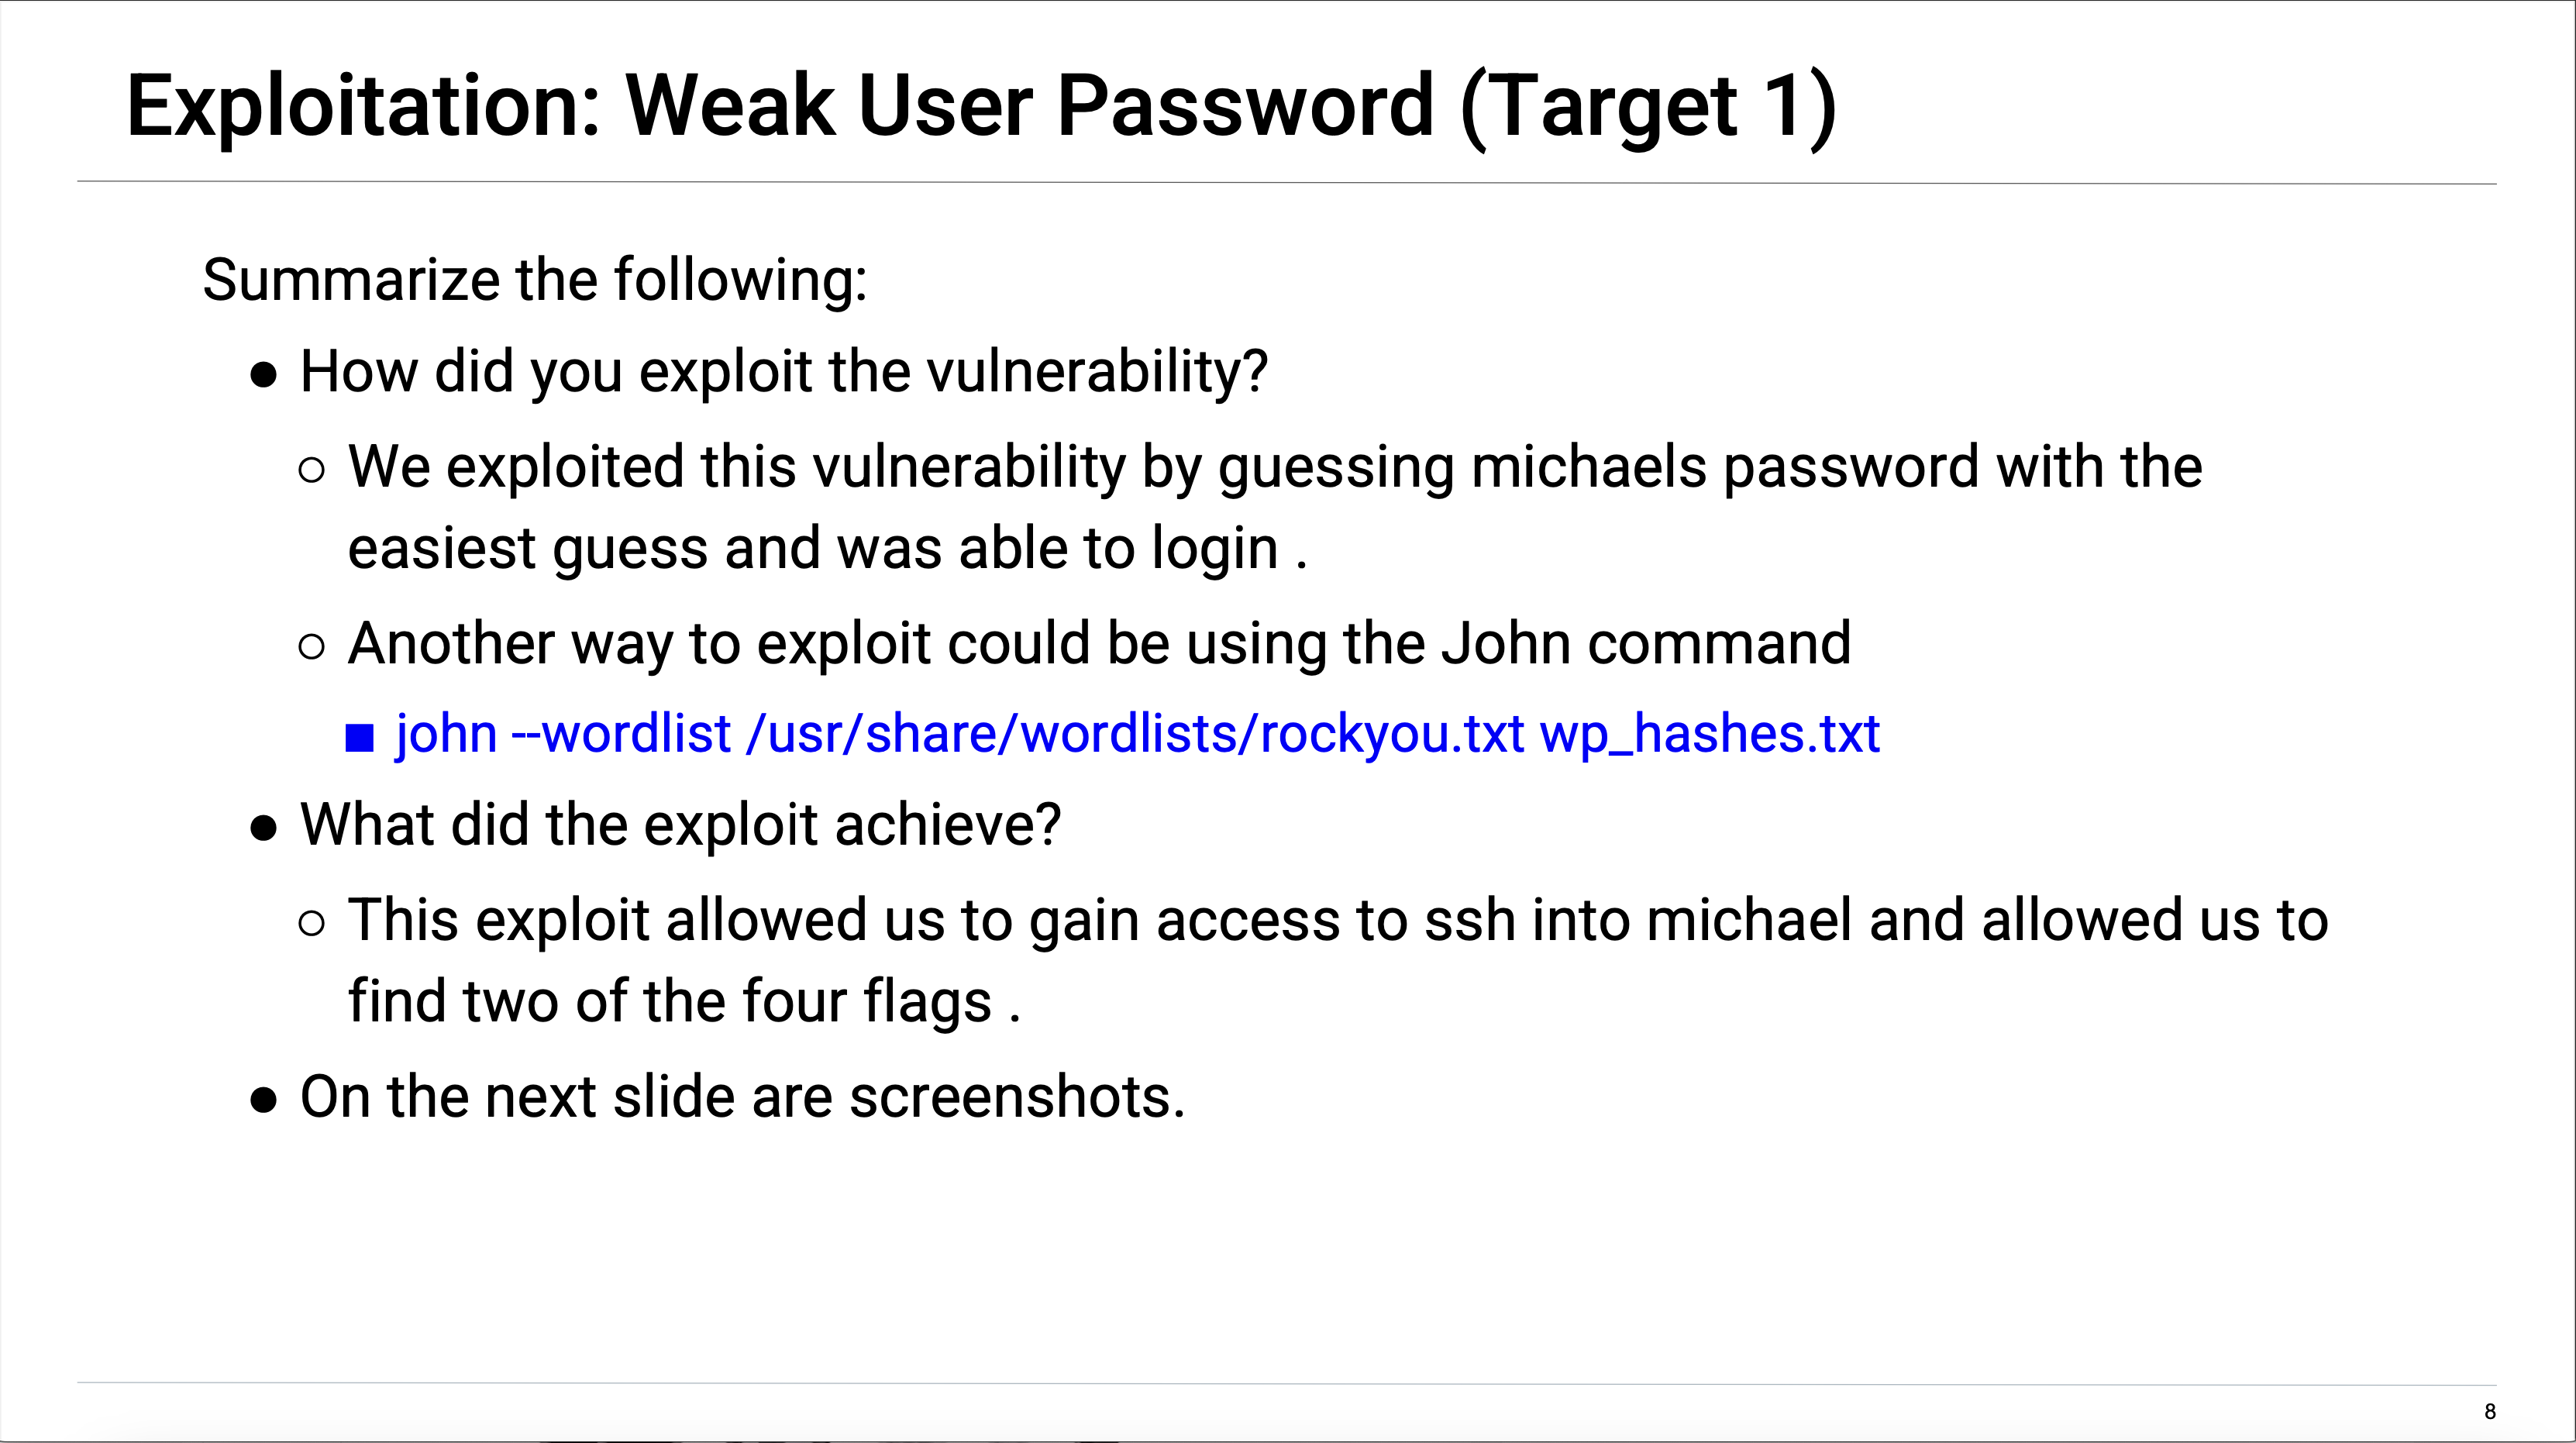 Exploitation: Weak User Password (Target 1)
Summarize the following:
● How did you exploit the vulnerability?
○ We exploited this vulnerability by guessing michaels password with the
easiest guess and was able to login .
○ Another way to exploit could be using the John command
■ john --wordlist /usr/share/wordlists/rockyou.txt wp_hashes.txt
● What did the exploit achieve?
○ This exploit allowed us to gain access to ssh into michael and allowed us to
find two of the four flags .
● On the next slide are screenshots.
8